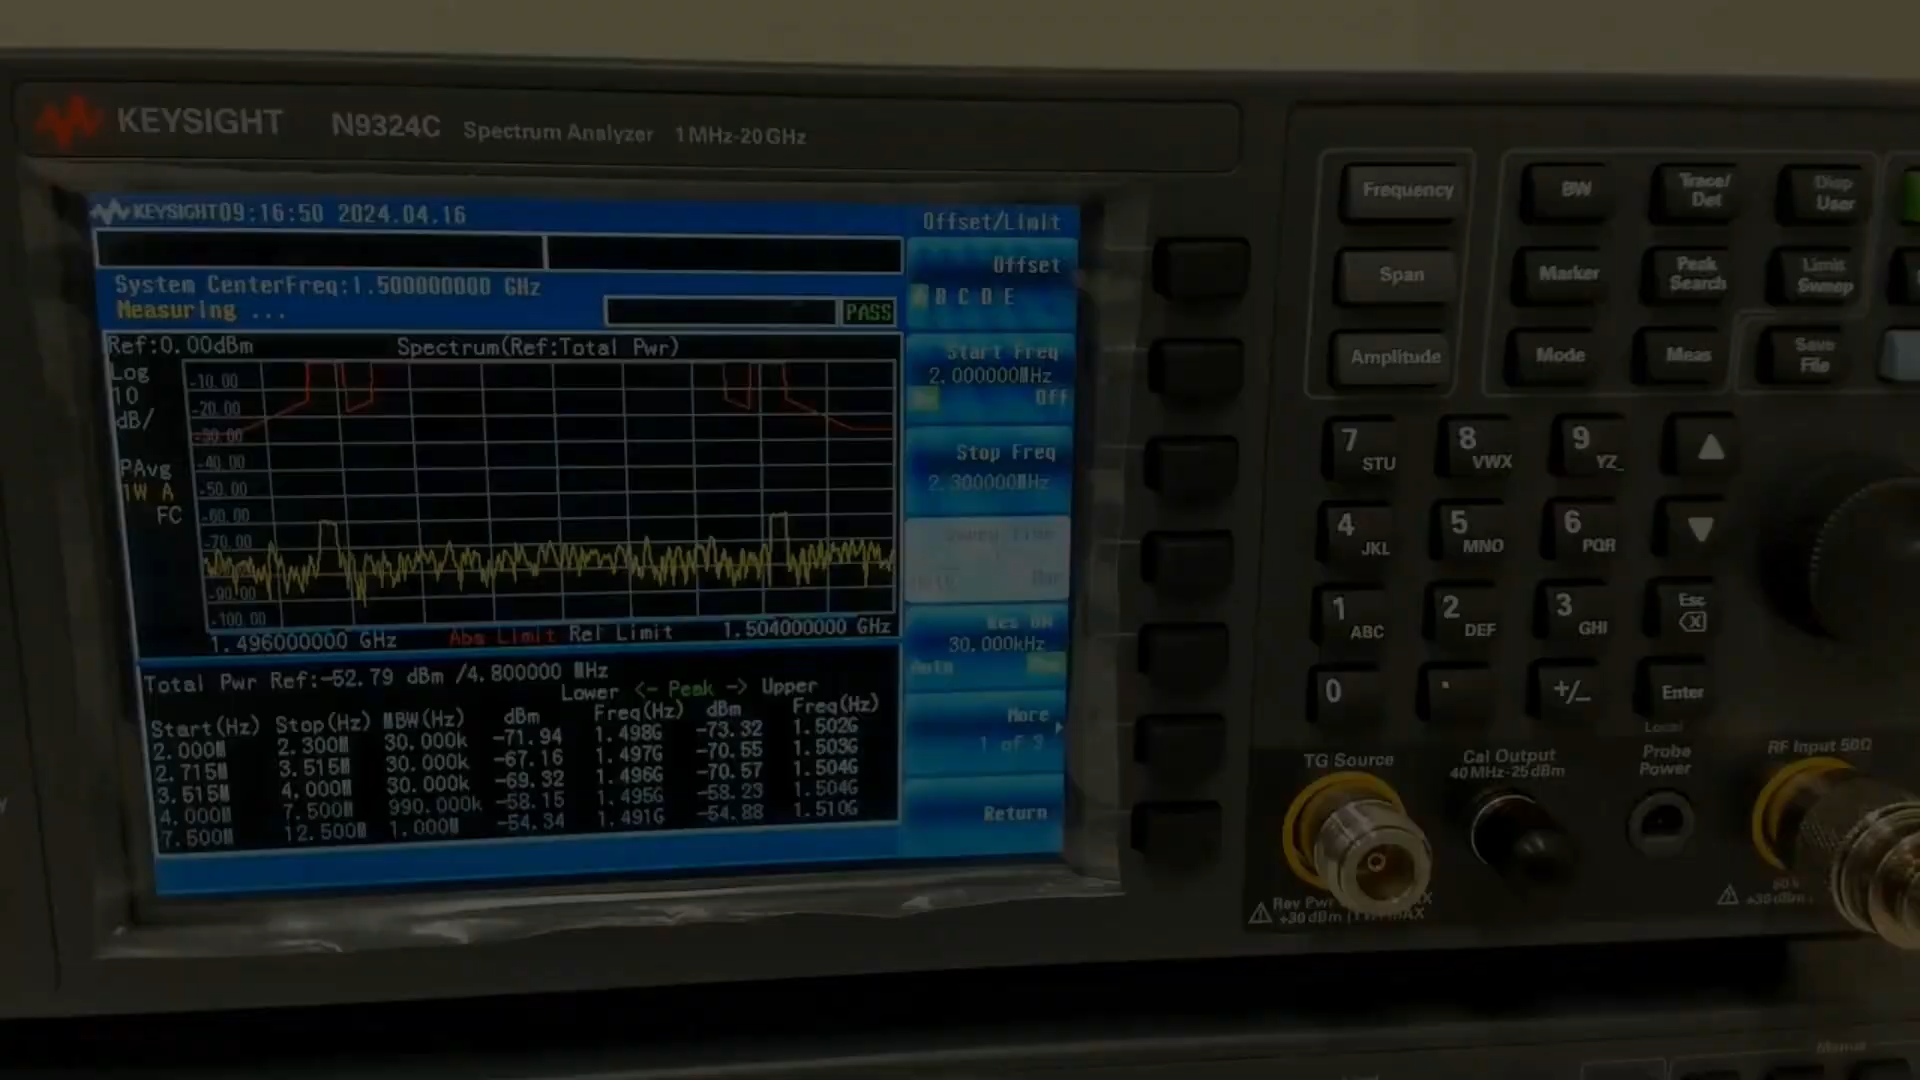 KEYSIGHT N9324C Spectrum Analyzer 1MHz-20GHz
KEYSIGHT 09:16:50 2024.04.16
System CenterFreq:1.500000000 GHz
Measuring ...
PASS
Ref:0.00dBm Spectrum(Ref:Total Pwr)
Log
10
dB/
PAvg
1W A
FC
-10.00
-20.00
-30.00
-40.00
-50.00
-60.00
-70.00
-90.00
-100.00
1.496000000 GHz Abs Limit Rel Limit 1.504000000 GHz
Total Pwr Ref:-52.79 dBm /4.800000 MHz
Lower <- Peak -> Upper
Start(Hz) Stop(Hz) MBW(Hz) dBm Freq(Hz) dBm Freq(Hz)
2.000M 2.300M 30.000k -71.94 1.498G -73.32 1.502G
2.715M 3.515M 30.000k -67.16 1.497G -70.55 1.503G
3.515M 4.000M 30.000k -69.32 1.496G -70.57 1.504G
4.000M 7.500M 990.000k -58.15 1.495G -58.23 1.504G
7.500M 12.500M 1.000M -54.34 1.491G -54.88 1.510G
Offset/Limit
Offset
A B C D E
Start Freq
2.000000MHz
On Off
Stop Freq
2.300000MHz
Sweep Time
Man
Res BW
30.000kHz
Auto Man
More
1 of 3
Return
Frequency
Span
Amplitude
BW
Trace/
Det
Disp
User
Marker
Peak
Search
Limit
Sweep
Mode
Meas
Save
File
7 STU
8 VWX
9 YZ_
4 JKL
5 MNO
6 PQR
1 ABC
2 DEF
3 GHI
Esc
0
.
+/_
Enter
Local
TG Source
Cal Output
40 MHz-25dBm
Probe
Power
RF Input 50Ω
Rev Pwr
+30dBm
MAX
+30dBm